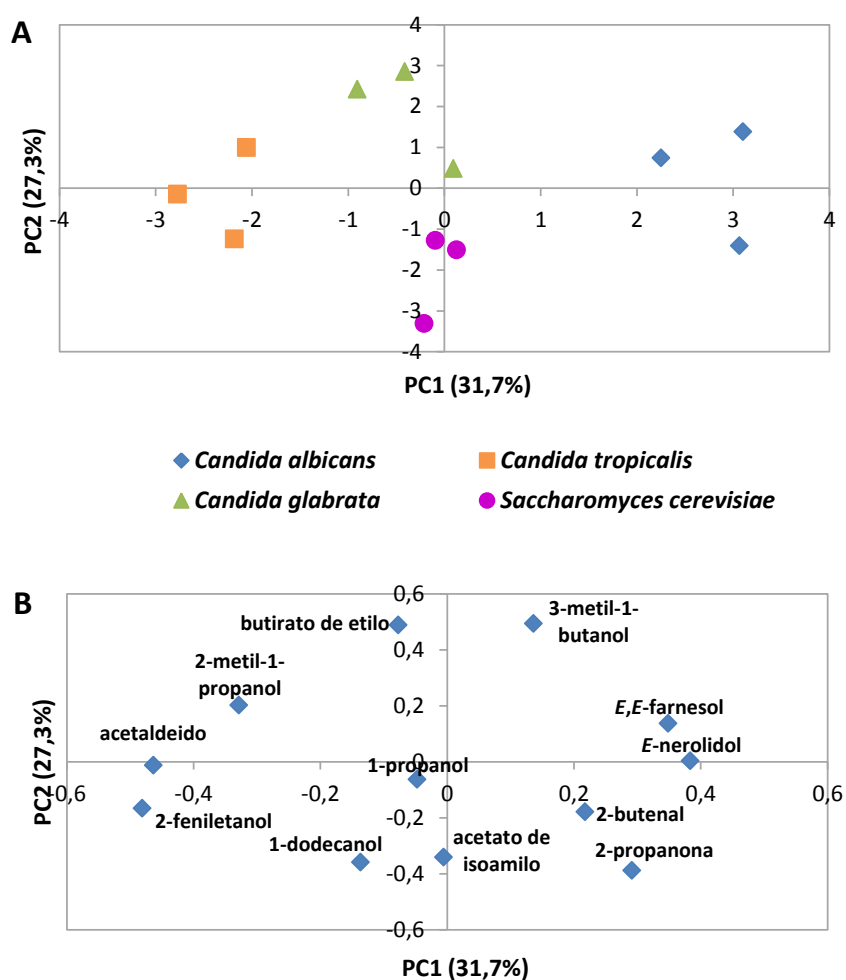 A
4
3
2
1
0
-1
-2
-3
-4
-4
-3
-2
-1
0
1
2
3
4
PC2 (27,3%)
PC1 (31,7%)
Candida albicans
Candida tropicalis
Candida glabrata
Saccharomyces cerevisiae
B
0,6
0,4
0,2
0
-0,2
-0,4
-0,6
-0,6
-0,4
-0,2
0
0,2
0,4
0,6
butirato de etilo
3-metil-1-
butanol
2-metil-1-
propanol
E,E-farnesol
acetaldeido
E-nerolidol
1-propanol
2-feniletanol
2-butenal
1-dodecanol
acetato de
isoamilo
2-propanona
PC2 (27,3%)
PC1 (31,7%)